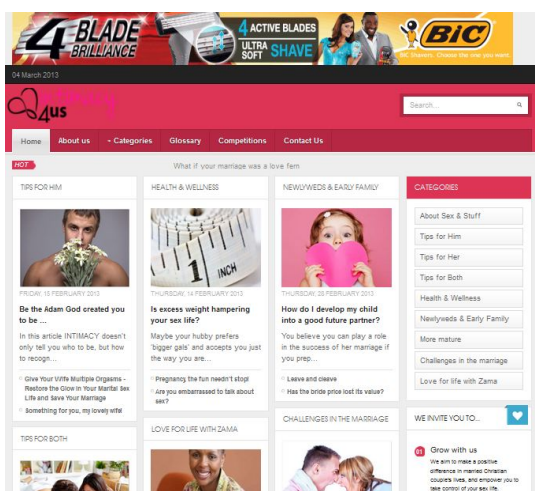 4 BLADE
BRILLIANCE
4 ACTIVE BLADES
ULTRA
SOFT SHAVE
BiC
BiC Shavers. Choose the one you want.
04 March 2013
4us
Search...
Home About us Categories Glossary Competitions Contact Us
HOT
What if your marriage was a love fem
TIPS FOR HIM
FRIDAY, 15 FEBRUARY 2013
Be the Adam God created you
to be ...
In this article INTIMACY doesn't
only tell you who to be, but how
to recogn...
Give Your Wife Multiple Orgasms -
Restore the Glow In Your Marital Sex
Life and Save Your Marriage
Something for you, my lovely wife!
TIPS FOR BOTH
HEALTH & WELLNESS
INCH
THURSDAY, 14 FEBRUARY 2013
Is excess weight hampering
your sex life?
Maybe your hubby prefers
'bigger gals' and accepts you just
the way you are...
Pregnancy, the fun needn't stop!
Are you embarrassed to talk about
sex?
LOVE FOR LIFE WITH ZAMA
NEWLYWEDS & EARLY FAMILY
FEBRUARY 2013
How do I develop my child
into a good future partner?
You believe you can play a role
in the success of her marriage if
you prep...
Leave and cleave
Has the bride price lost its value?
CHALLENGES IN THE MARRIAGE
CATEGORIES
About Sex & Stuff
Tips for Him
Tips for Her
Tips for Both
Health & Wellness
Newlyweds & Early Family
More mature
Challenges in the marriage
Love for life with Zama
WE INVITE YOU TO...
01 Grow with us
We aim to make a positive
difference in married Christian
couple's lives, and empower you to
take control of your sex life.